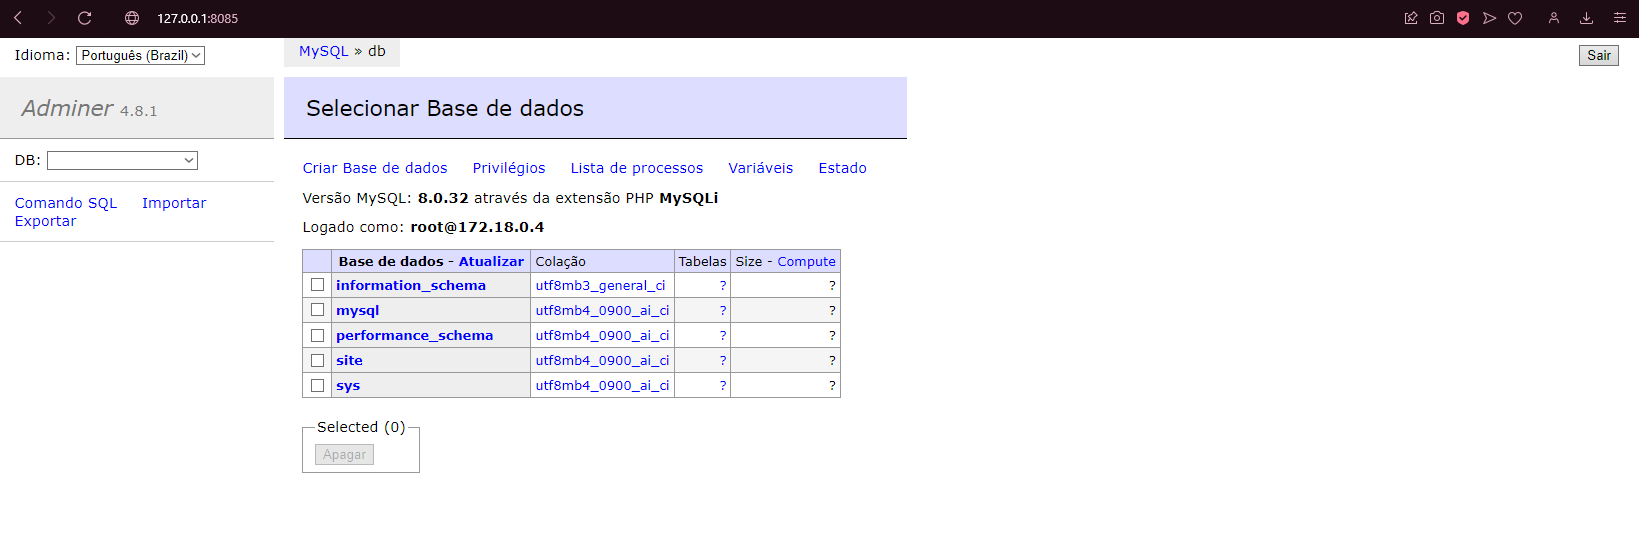 127.0.0.1:8085
Idioma: Português (Brazil)
MySQL » db
Sair
Adminer 4.8.1
Selecionar Base de dados
DB:
Comando SQL Importar
Exportar
Criar Base de dados Privilégios Lista de processos Variáveis Estado
Versão MySQL: 8.0.32 através da extensão PHP MySQLi
Logado como: root@172.18.0.4
Base de dados - Atualizar Colação Tabelas Size - Compute
information_schema utf8mb3_general_ci ? ?
mysql utf8mb4_0900_ai_ci ? ?
performance_schema utf8mb4_0900_ai_ci ? ?
site utf8mb4_0900_ai_ci ? ?
sys utf8mb4_0900_ai_ci ? ?
Selected (0)
Apagar